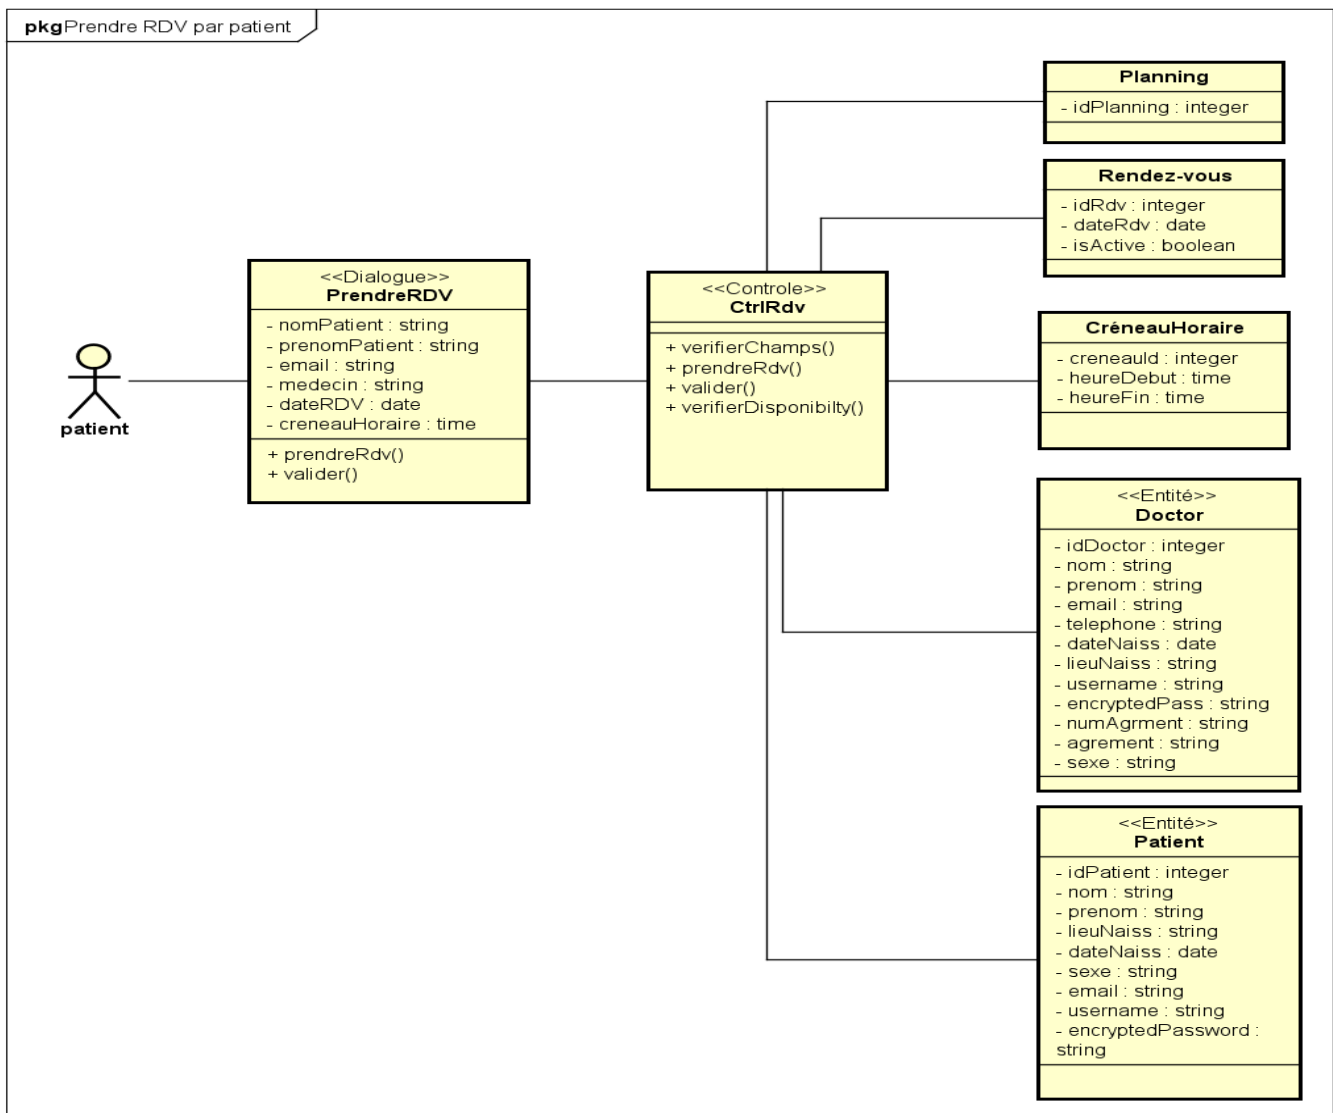 pkg Prendre RDV par patient
patient
<<Dialogue>>
PrendreRDV
- nomPatient : string
- prenomPatient : string
- email : string
- medecin : string
- dateRDV : date
- creneauHoraire : time
+ prendreRdv()
+ valider()
<<Controle>>
CtrlRdv
+ verifierChamps()
+ prendreRdv()
+ valider()
+ verifierDisponibilty()
Planning
- idPlanning : integer
Rendez-vous
- idRdv : integer
- dateRdv : date
- isActive : boolean
CréneauHoraire
- creneauId : integer
- heureDebut : time
- heureFin : time
<<Entité>>
Doctor
- idDoctor : integer
- nom : string
- prenom : string
- email : string
- telephone : string
- dateNaiss : date
- lieuNaiss : string
- username : string
- encryptedPass : string
- numAgrment : string
- agrement : string
- sexe : string
<<Entité>>
Patient
- idPatient : integer
- nom : string
- prenom : string
- lieuNaiss : string
- dateNaiss : date
- sexe : string
- email : string
- username : string
- encryptedPassword :
string